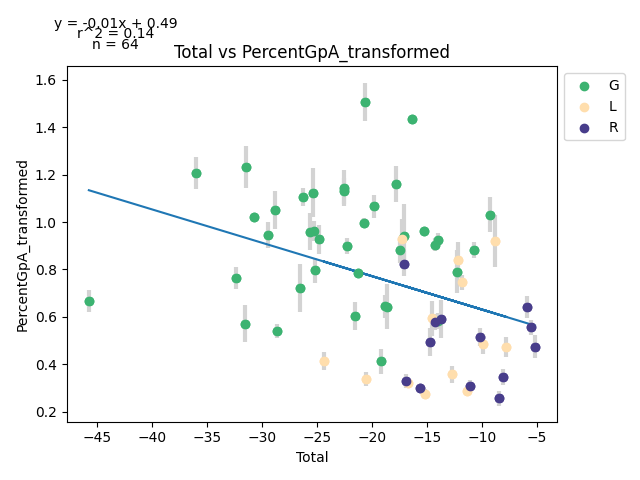 y = -0.01x + 0.49
r^2 = 0.14
n = 64
Total vs PercentGpA_transformed
G
L
R
1.6
1.4
1.2
1.0
0.8
0.6
0.4
0.2
PercentGpA_transformed
−45 −40 −35 −30 −25 −20 −15 −10 −5
Total